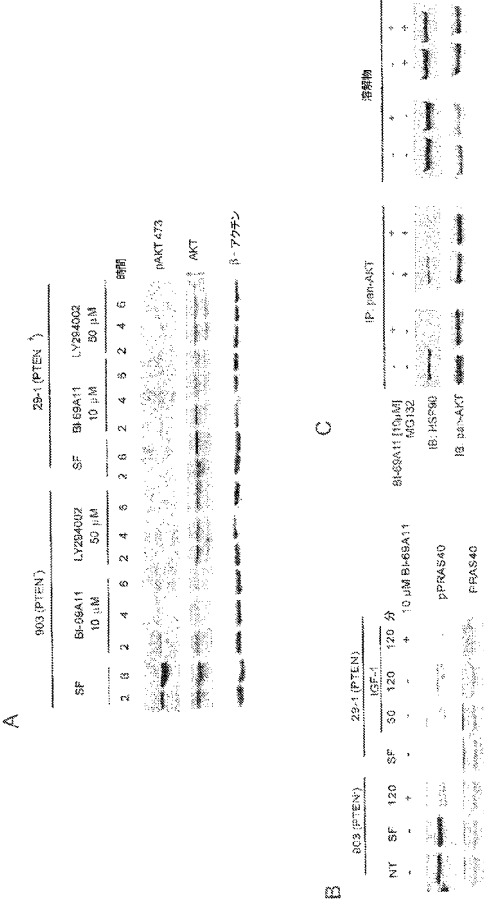 A
903 (PTEN⁻) 29-1 (PTEN⁺)
SF BI-69A11 LY294002 SF BI-69A11 LY294002
10 μM 50 μM 10 μM 50 μM
2 6 2 4 6 2 4 6 2 6 2 4 6 2 4 6 時間
pAKT 473
AKT
β-アクチン
B
903 (PTEN⁻) 29-1 (PTEN)
IGF-1
NT SF 120 SF 30 120 120 分
- - + - - - + 10 μM BI-69A11
pPRAS40
PRAS40
C
IP: pan-AKT 溶解物
BI-69A11 [10μM] - + - + - + - +
MG132 - - + + - - + +
IB: HSP90
IB: pan-AKT